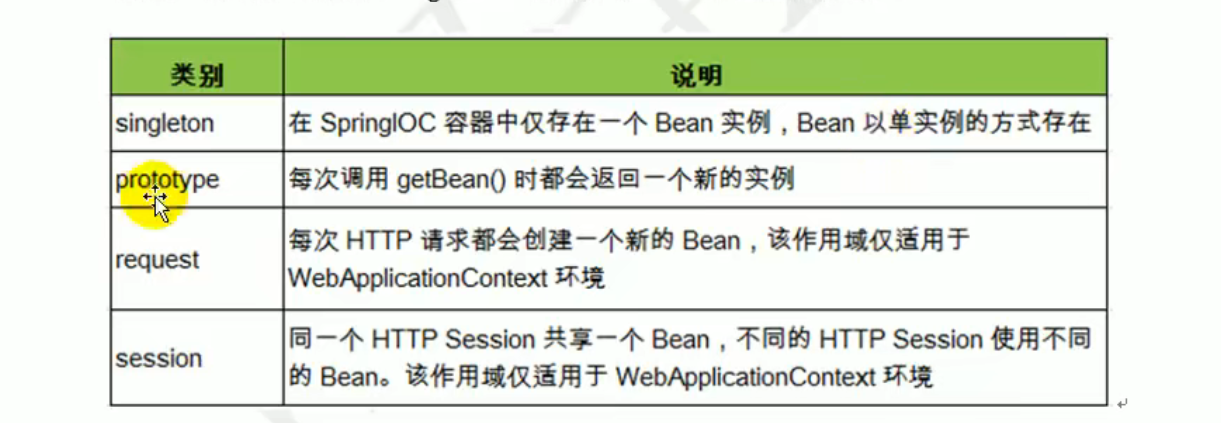 类别 说明
singleton 在 SpringIOC 容器中仅存在一个 Bean 实例，Bean 以单实例的方式存在
prototype 每次调用 getBean() 时都会返回一个新的实例
request 每次 HTTP 请求都会创建一个新的 Bean，该作用域仅适用于
WebApplicationContext 环境
session 同一个 HTTP Session 共享一个 Bean，不同的 HTTP Session 使用不同
的 Bean。该作用域仅适用于 WebApplicationContext 环境